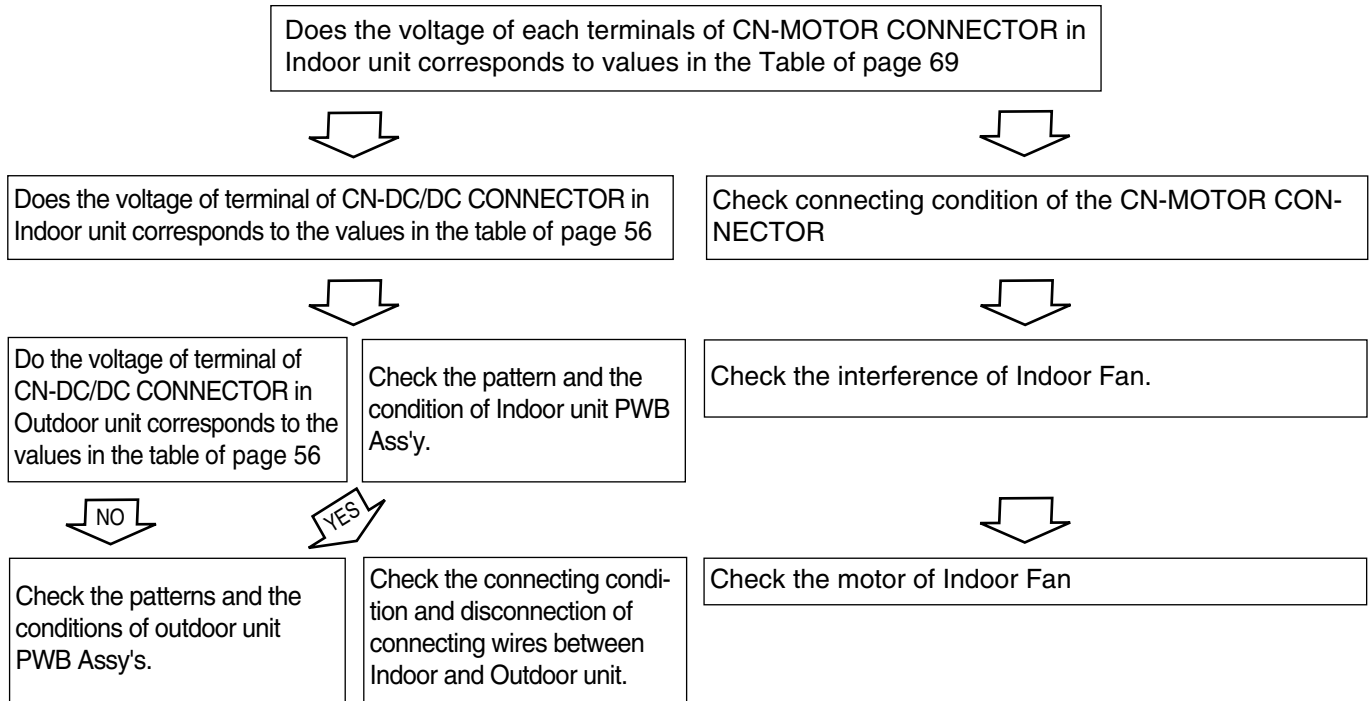 Does the voltage of each terminals of CN-MOTOR CONNECTOR in
Indoor unit corresponds to values in the Table of page 69
Does the voltage of terminal of CN-DC/DC CONNECTOR in
Indoor unit corresponds to the values in the table of page 56
Check connecting condition of the CN-MOTOR CON-
NECTOR
Do the voltage of terminal of
CN-DC/DC CONNECTOR in
Outdoor unit corresponds to the
values in the table of page 56
Check the pattern and the
condition of Indoor unit PWB
Ass'y.
Check the interference of Indoor Fan.
NO
YES
Check the patterns and the
conditions of outdoor unit
PWB Assy's.
Check the connecting condi-
tion and disconnection of
connecting wires between
Indoor and Outdoor unit.
Check the motor of Indoor Fan